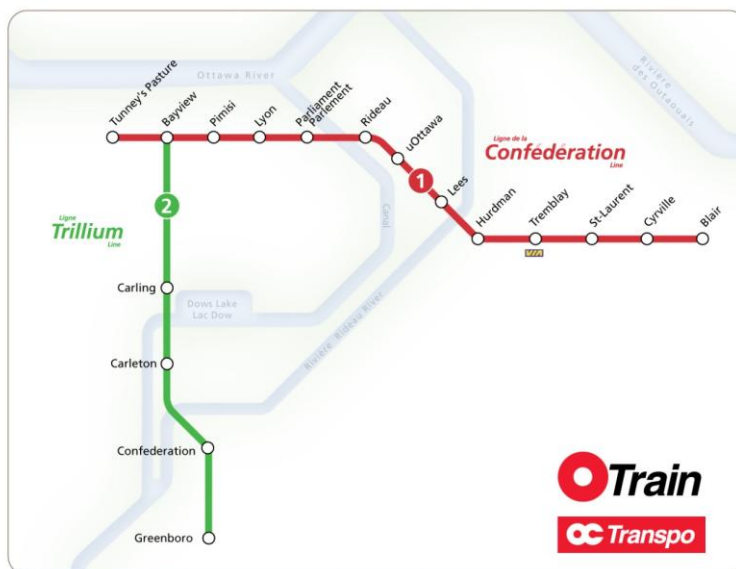 Ottawa River
Rivière
des Outaouais
Tunney's Pasture
Bayview
Pimisi
Lyon
Parliament
Parlement
Rideau
uOttawa
Lees
Hurdman
Tremblay
St-Laurent
Cyrville
Blair
VIA
1
Ligne de la
Confédération
Line
2
Ligne
Trillium
Line
Canal
Carling
Dows Lake
Lac Dow
Rivière Rideau River
Carleton
Confederation
Greenboro
Train
OC Transpo